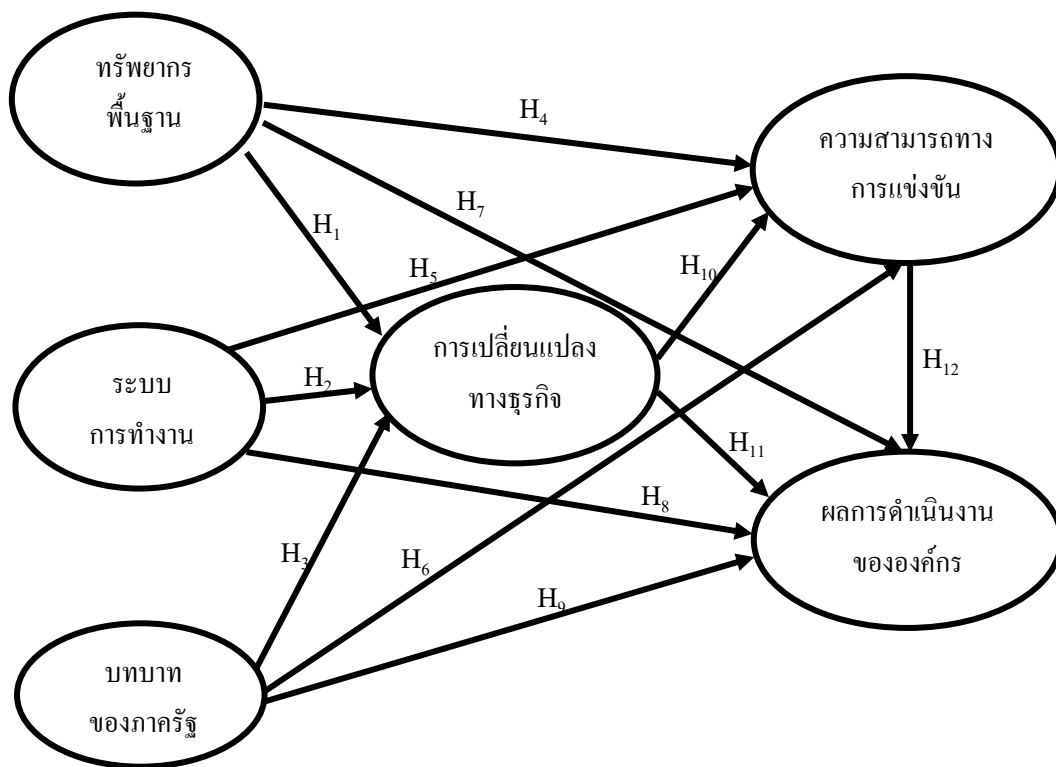 ทรัพยากร
พื้นฐาน
H4
ความสามารถทาง
การแข่งขัน
H7
H1
H5
H10
การเปลี่ยนแปลง
ทางธุรกิจ
ระบบ
การทำงาน
H2
H12
H11
H8
ผลการดำเนินงาน
ขององค์กร
H3
H6
H9
บทบาท
ของภาครัฐ